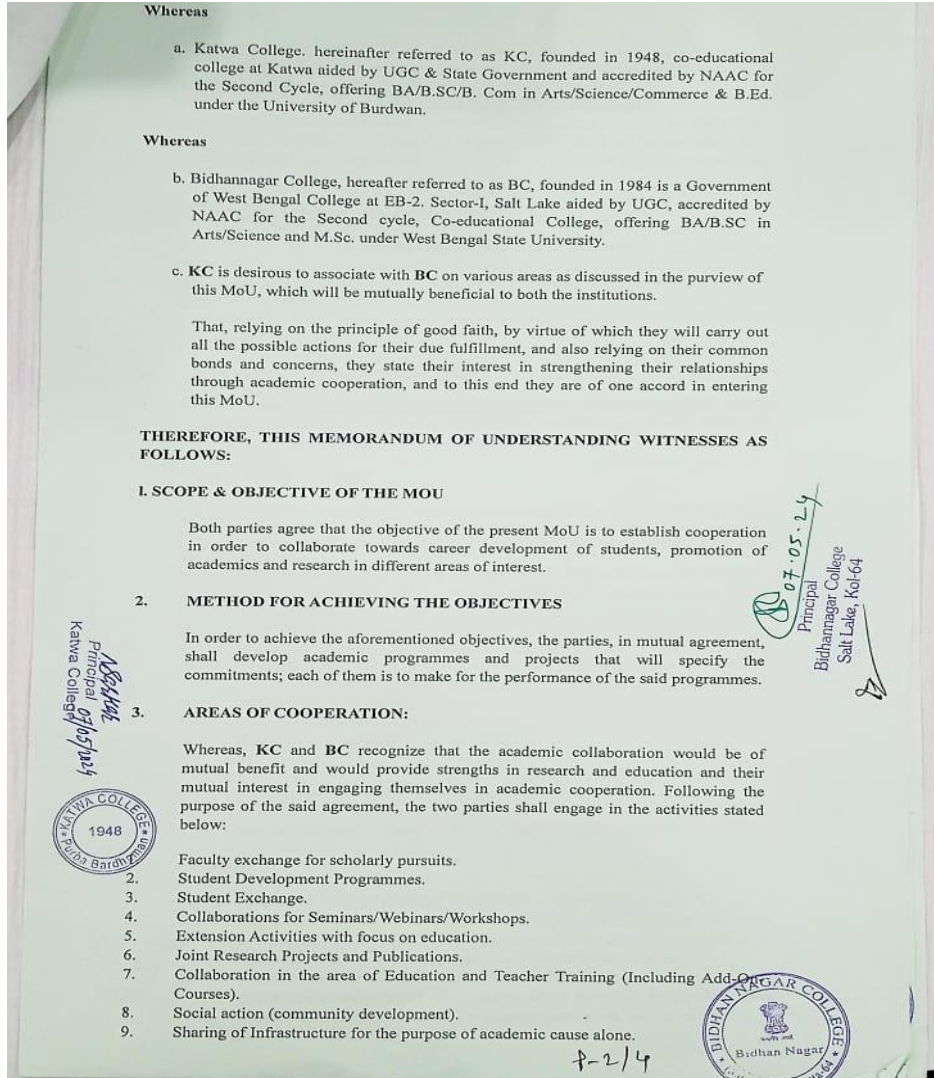 Whereas
a. Katwa College. hereinafter referred to as KC, founded in 1948, co-educational
college at Katwa aided by UGC & State Government and accredited by NAAC for
the Second Cycle, offering BA/B.SC/B. Com in Arts/Science/Commerce & B.Ed.
under the University of Burdwan.
Whereas
b. Bidhannagar College, hereafter referred to as BC, founded in 1984 is a Government
of West Bengal College at EB-2. Sector-I, Salt Lake aided by UGC, accredited by
NAAC for the Second cycle, Co-educational College, offering BA/B.SC in
Arts/Science and M.Sc. under West Bengal State University.
c. KC is desirous to associate with BC on various areas as discussed in the purview of
this MoU, which will be mutually beneficial to both the institutions.
That, relying on the principle of good faith, by virtue of which they will carry out
all the possible actions for their due fulfillment, and also relying on their common
bonds and concerns, they state their interest in strengthening their relationships
through academic cooperation, and to this end they are of one accord in entering
this MoU.
THEREFORE, THIS MEMORANDUM OF UNDERSTANDING WITNESSES AS
FOLLOWS:
1. SCOPE & OBJECTIVE OF THE MOU
Both parties agree that the objective of the present MoU is to establish cooperation
in order to collaborate towards career development of students, promotion of
academics and research in different areas of interest.
07.05.24
Principal
Bidhannagar College
Salt Lake, Kol-64
2. METHOD FOR ACHIEVING THE OBJECTIVES
In order to achieve the aforementioned objectives, the parties, in mutual agreement,
shall develop academic programmes and projects that will specify the
commitments; each of them is to make for the performance of the said programmes.
Principal 07/05/2024
Katwa College
3. AREAS OF COOPERATION:
Whereas, KC and BC recognize that the academic collaboration would be of
mutual benefit and would provide strengths in research and education and their
mutual interest in engaging themselves in academic cooperation. Following the
purpose of the said agreement, the two parties shall engage in the activities stated
below:
KATWA COLLEGE
1948
Purba Bardhaman
Faculty exchange for scholarly pursuits.
2. Student Development Programmes.
3. Student Exchange.
4. Collaborations for Seminars/Webinars/Workshops.
5. Extension Activities with focus on education.
6. Joint Research Projects and Publications.
7. Collaboration in the area of Education and Teacher Training (Including Add-On
Courses).
8. Social action (community development).
9. Sharing of Infrastructure for the purpose of academic cause alone.
BIDHAN NAGAR COLLEGE
Bidhan Nagar
P-2/4